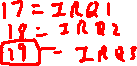 17 = IRQ1
18 - IRQ2
19 - IRQ3